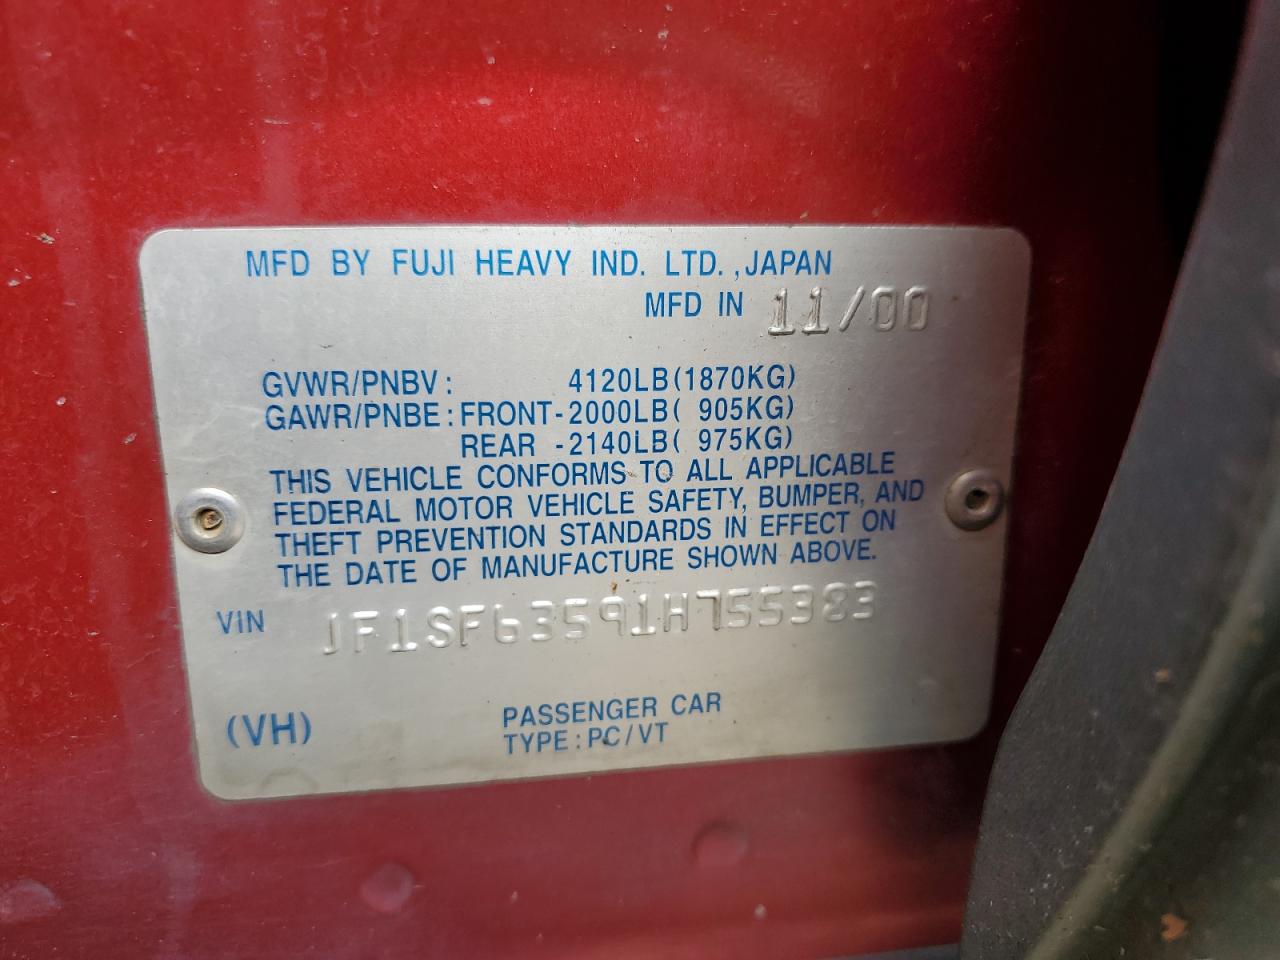 MFD BY FUJI HEAVY IND. LTD., JAPAN
MFD IN 11/00
GVWR/PNBV: 4120LB(1870KG)
GAWR/PNBE: FRONT-2000LB( 905KG)
REAR -2140LB( 975KG)
THIS VEHICLE CONFORMS TO ALL APPLICABLE
FEDERAL MOTOR VEHICLE SAFETY, BUMPER, AND
THEFT PREVENTION STANDARDS IN EFFECT ON
THE DATE OF MANUFACTURE SHOWN ABOVE.
VIN JF1SF63591H755383
(VH)
PASSENGER CAR
TYPE:PC/VT